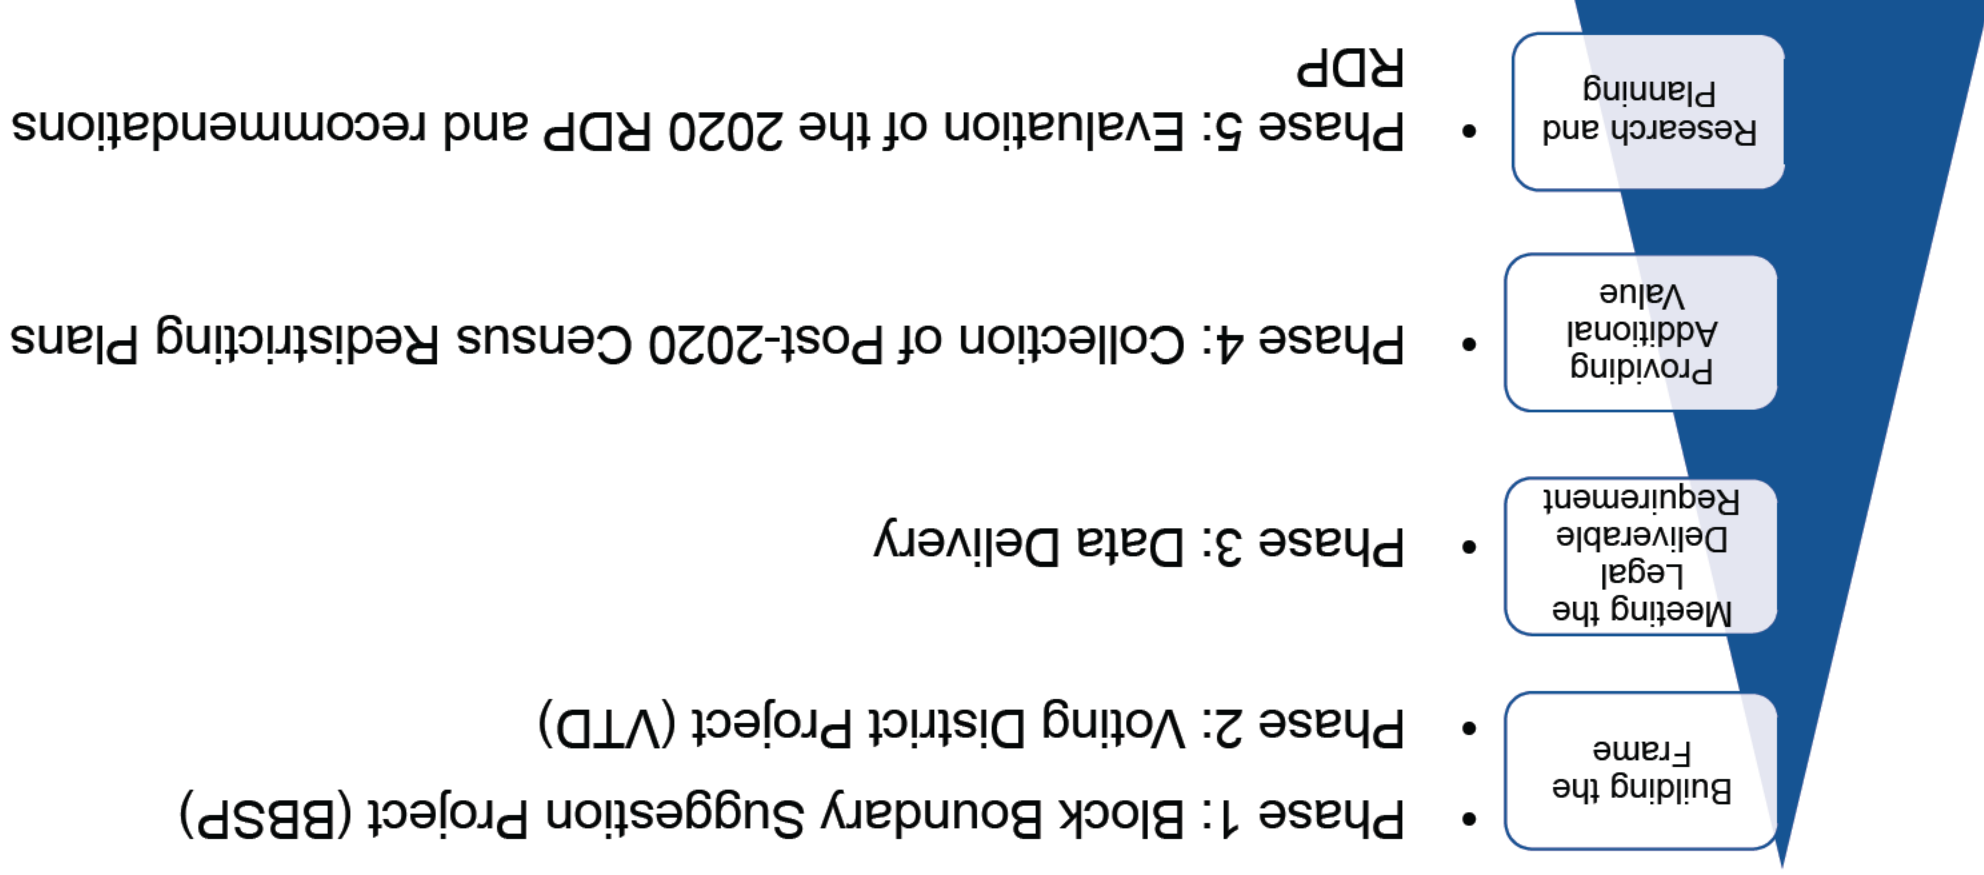 Building the
Frame
• Phase 1: Block Boundary Suggestion Project (BBSP)
• Phase 2: Voting District Project (VTD)
Meeting the
Legal
Deliverable
Requirement
• Phase 3: Data Delivery
Providing
Additional
Value
• Phase 4: Collection of Post-2020 Census Redistricting Plans
Research and
Planning
• Phase 5: Evaluation of the 2020 RDP and recommendations
RDP